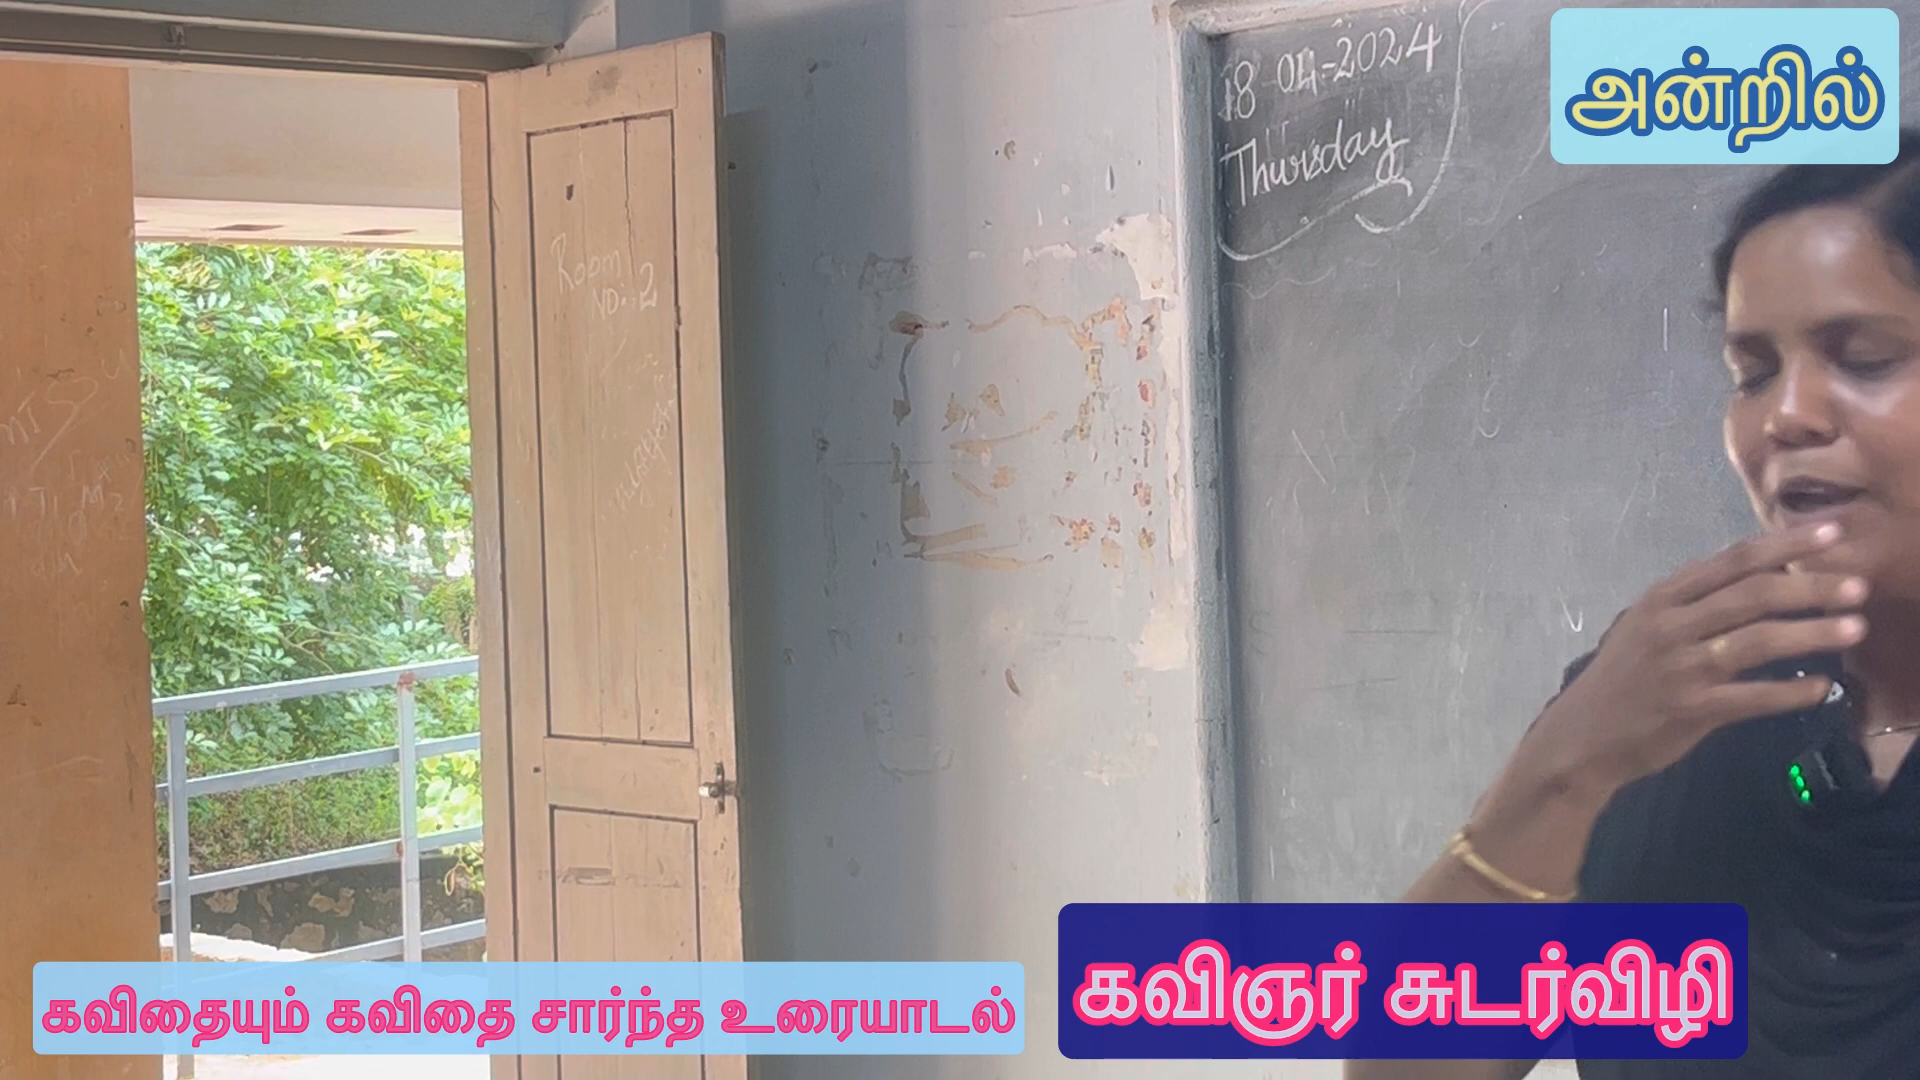 18-04-2024
Thursday
அன்றில்
Room
NO: 2
கவிதையும் கவிதை சார்ந்த உரையாடல்
கவிஞர் சுடர்விழி